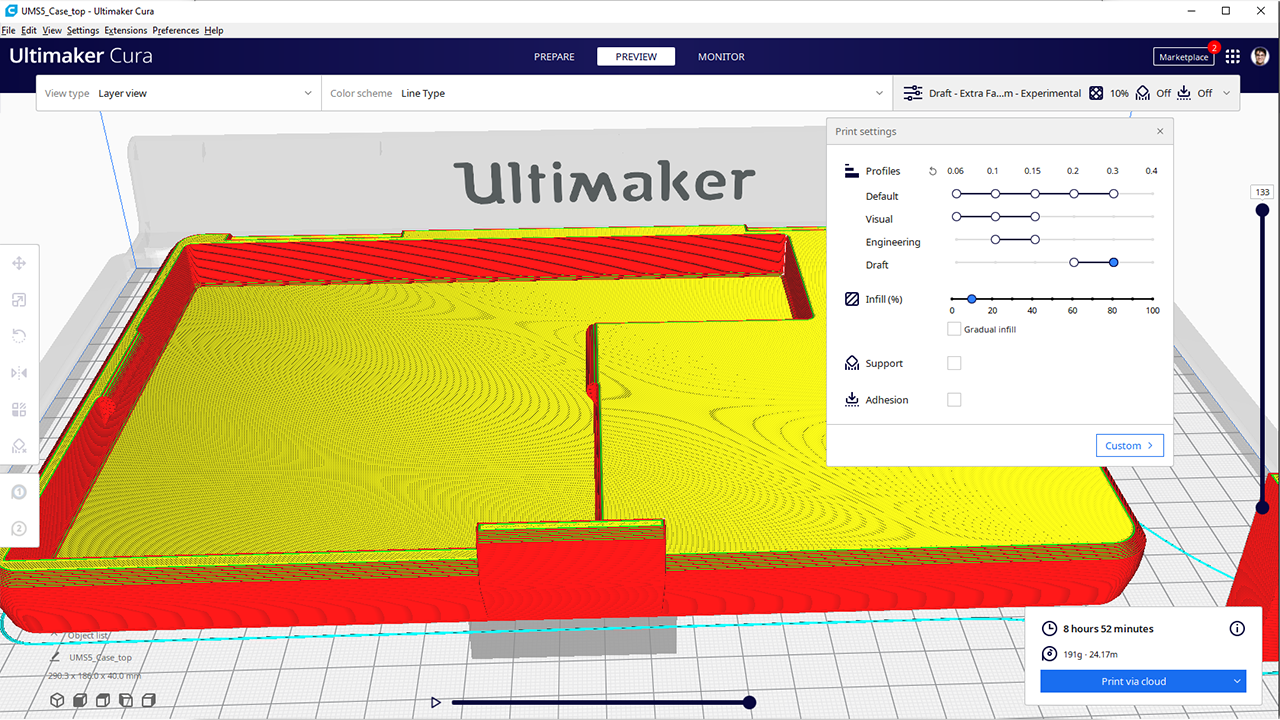 UMS5_Case_top - Ultimaker Cura
File Edit View Settings Extensions Preferences Help
Ultimaker Cura
PREPARE
PREVIEW
MONITOR
Marketplace
2
View type Layer view
Color scheme Line Type
Draft - Extra Fa...m - Experimental
10%
Off
Off
Ultimaker
Print settings
Profiles 0.06 0.1 0.15 0.2 0.3 0.4
Default
Visual
Engineering
Draft
Infill (%)
0 20 40 60 80 100
Gradual infill
Support
Adhesion
Custom
133
1
2
Object list
UMS5_Case_top
290.3 x 186.0 x 40.0 mm
8 hours 52 minutes
191g · 24.17m
Print via cloud